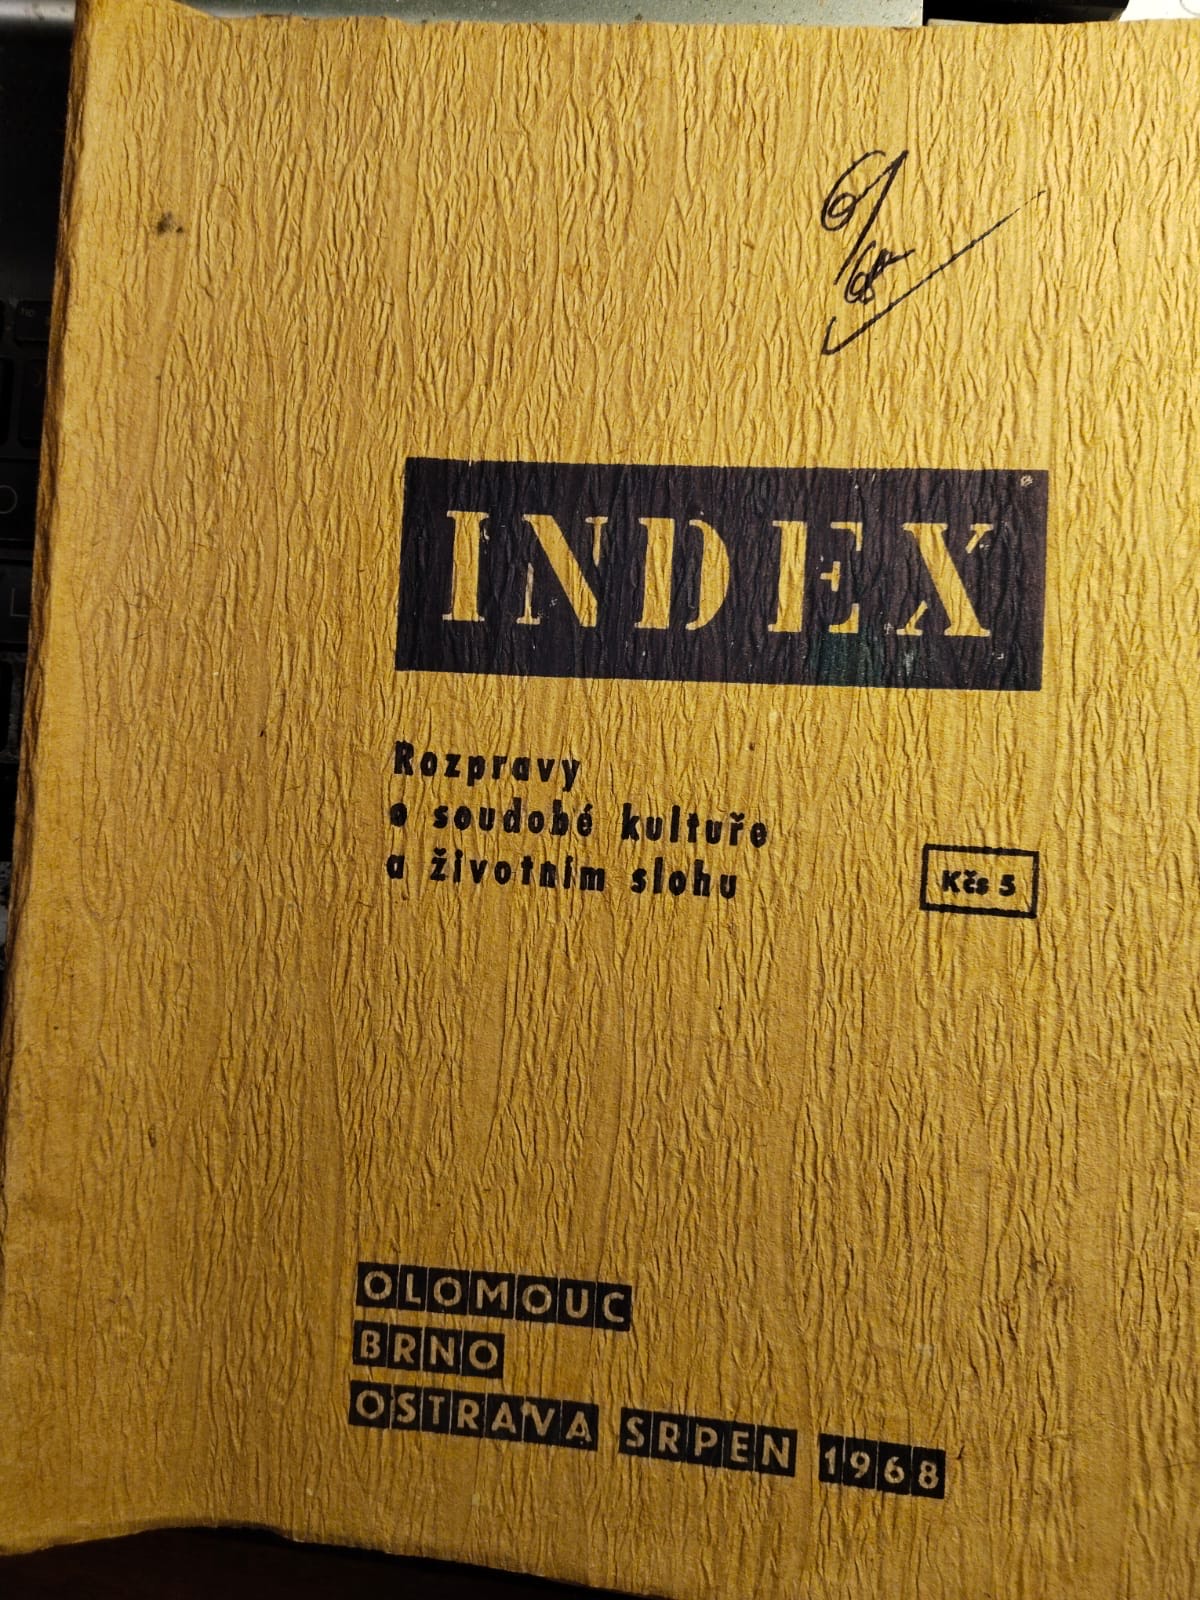 INDEX
Rozpravy
o soudobé kultuře
a životním slohu
Kčs 5
OLOMOUC
BRNO
OSTRAVA SRPEN 1968